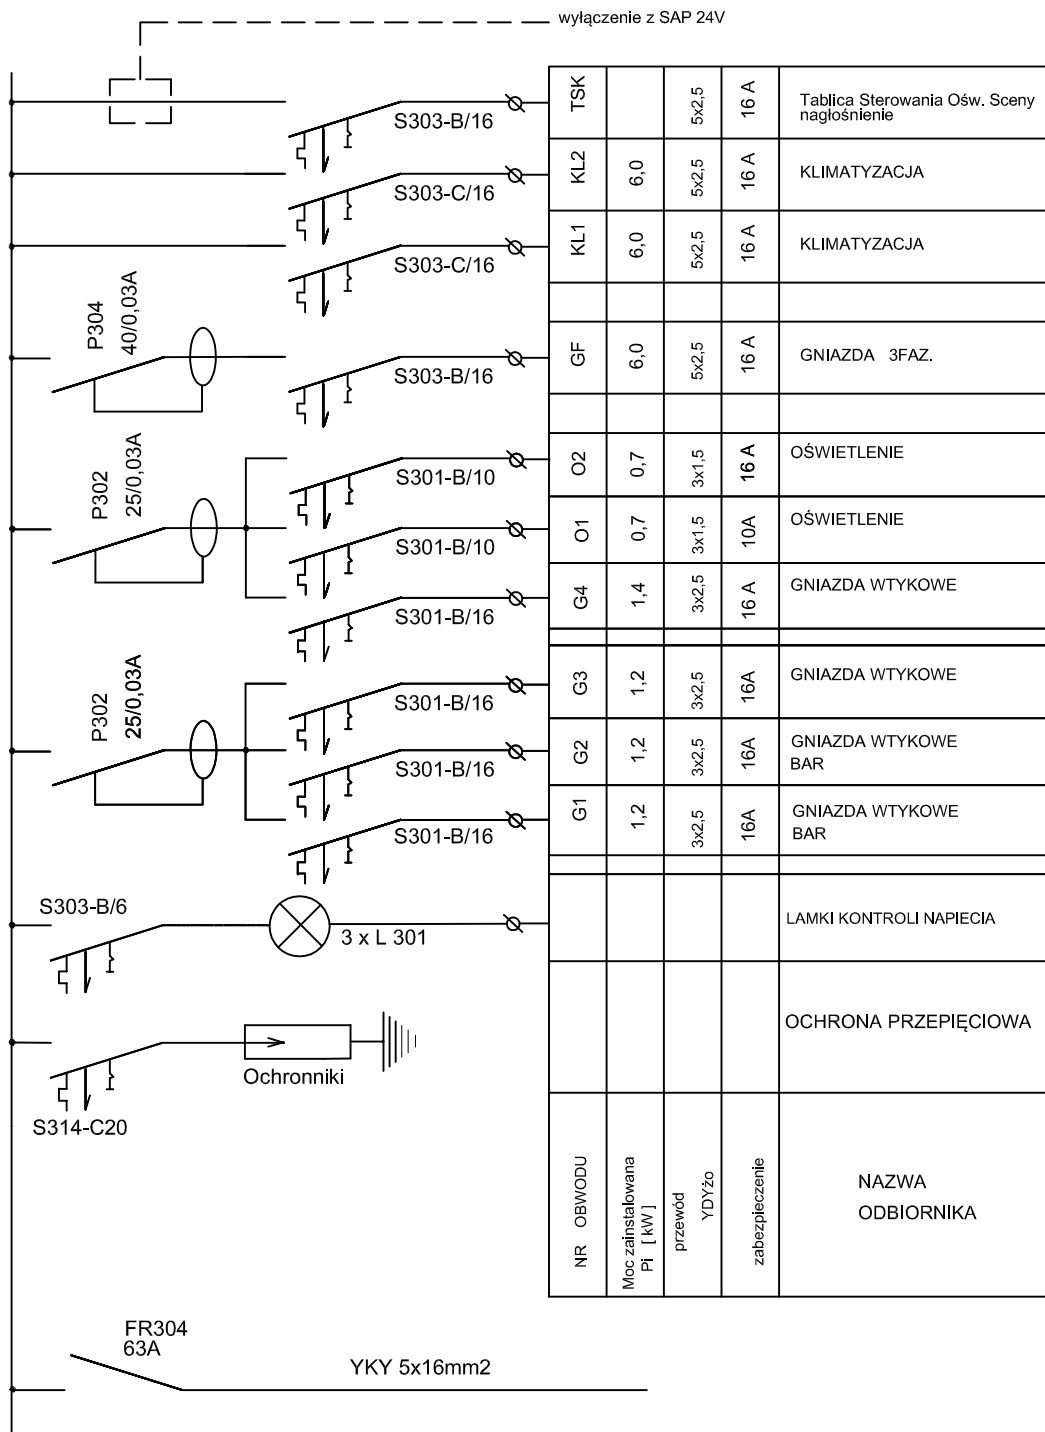 wyłączenie z SAP 24V
S303-B/16
TSK
5x2,5
16 A
Tablica Sterowania Ośw. Sceny
nagłośnienie
S303-C/16
KL2
6,0
5x2,5
16 A
KLIMATYZACJA
S303-C/16
KL1
6,0
5x2,5
16 A
KLIMATYZACJA
P304
40/0,03A
S303-B/16
GF
6,0
5x2,5
16 A
GNIAZDA 3FAZ.
P302
25/0,03A
S301-B/10
O2
0,7
3x1,5
16 A
OŚWIETLENIE
S301-B/10
O1
0,7
3x1,5
10A
OŚWIETLENIE
S301-B/16
G4
1,4
3x2,5
16 A
GNIAZDA WTYKOWE
P302
25/0,03A
S301-B/16
G3
1,2
3x2,5
16A
GNIAZDA WTYKOWE
S301-B/16
G2
1,2
3x2,5
16A
GNIAZDA WTYKOWE
BAR
S301-B/16
G1
1,2
3x2,5
16A
GNIAZDA WTYKOWE
BAR
S303-B/6
3 x L 301
LAMKI KONTROLI NAPIECIA
Ochronniki
S314-C20
OCHRONA PRZEPIĘCIOWA
NR OBWODU
Moc zainstalowana
Pi [ kW ]
przewód
YDYżo
zabezpieczenie
NAZWA
ODBIORNIKA
FR304
63A
YKY 5x16mm2